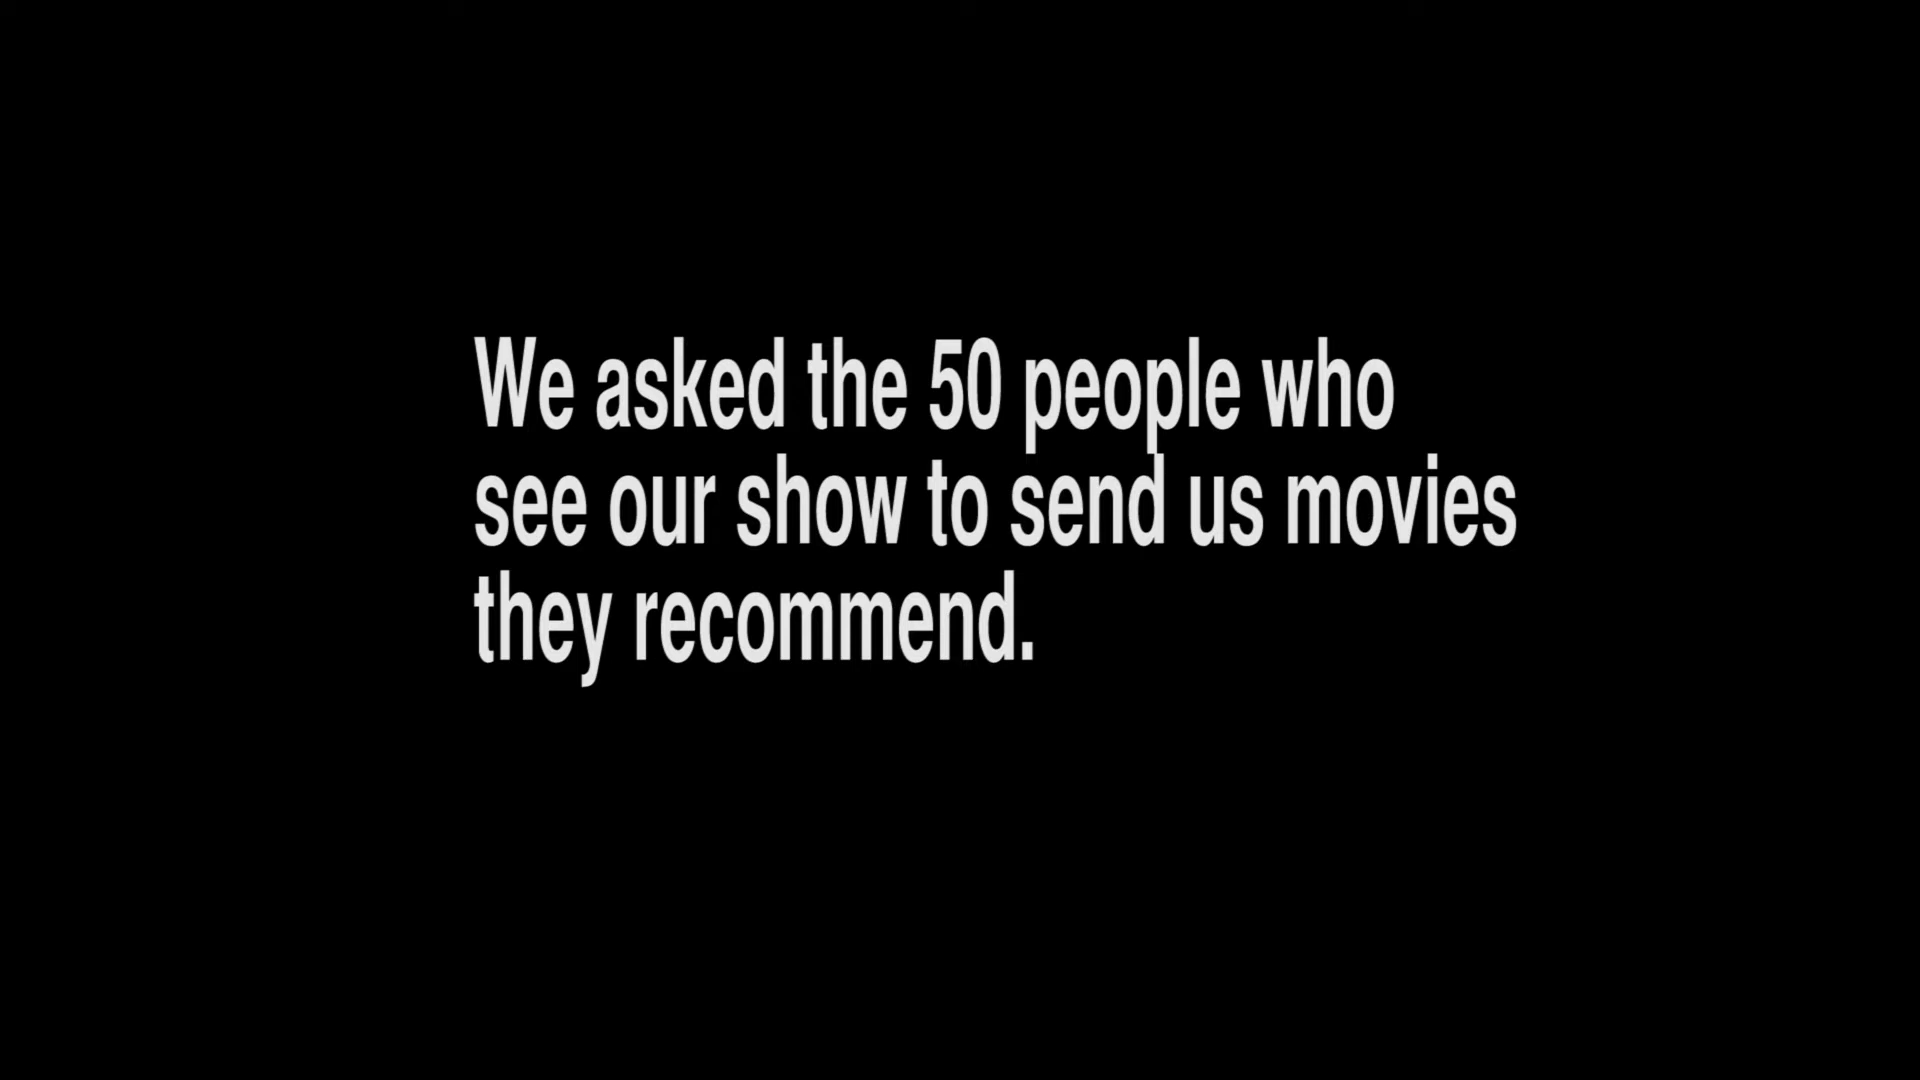 We asked the 50 people who
see our show to send us movies
they recommend.